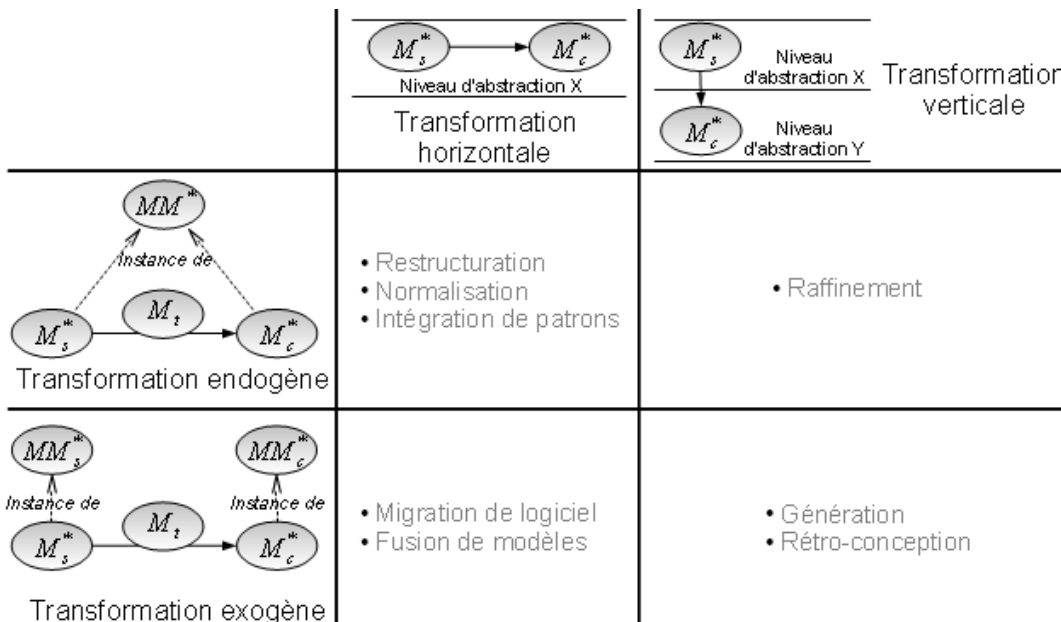 M*s M*c
Niveau d'abstraction X
Transformation
horizontale
M*s
Niveau
d'abstraction X
M*c
Niveau
d'abstraction Y
Transformation
verticale
MM*
Instance de
M*s Mt M*c
Transformation endogène
• Restructuration
• Normalisation
• Intégration de patrons
• Raffinement
MM*s MM*c
Instance de Instance de
M*s Mt M*c
Transformation exogène
• Migration de logiciel
• Fusion de modèles
• Génération
• Rétro-conception